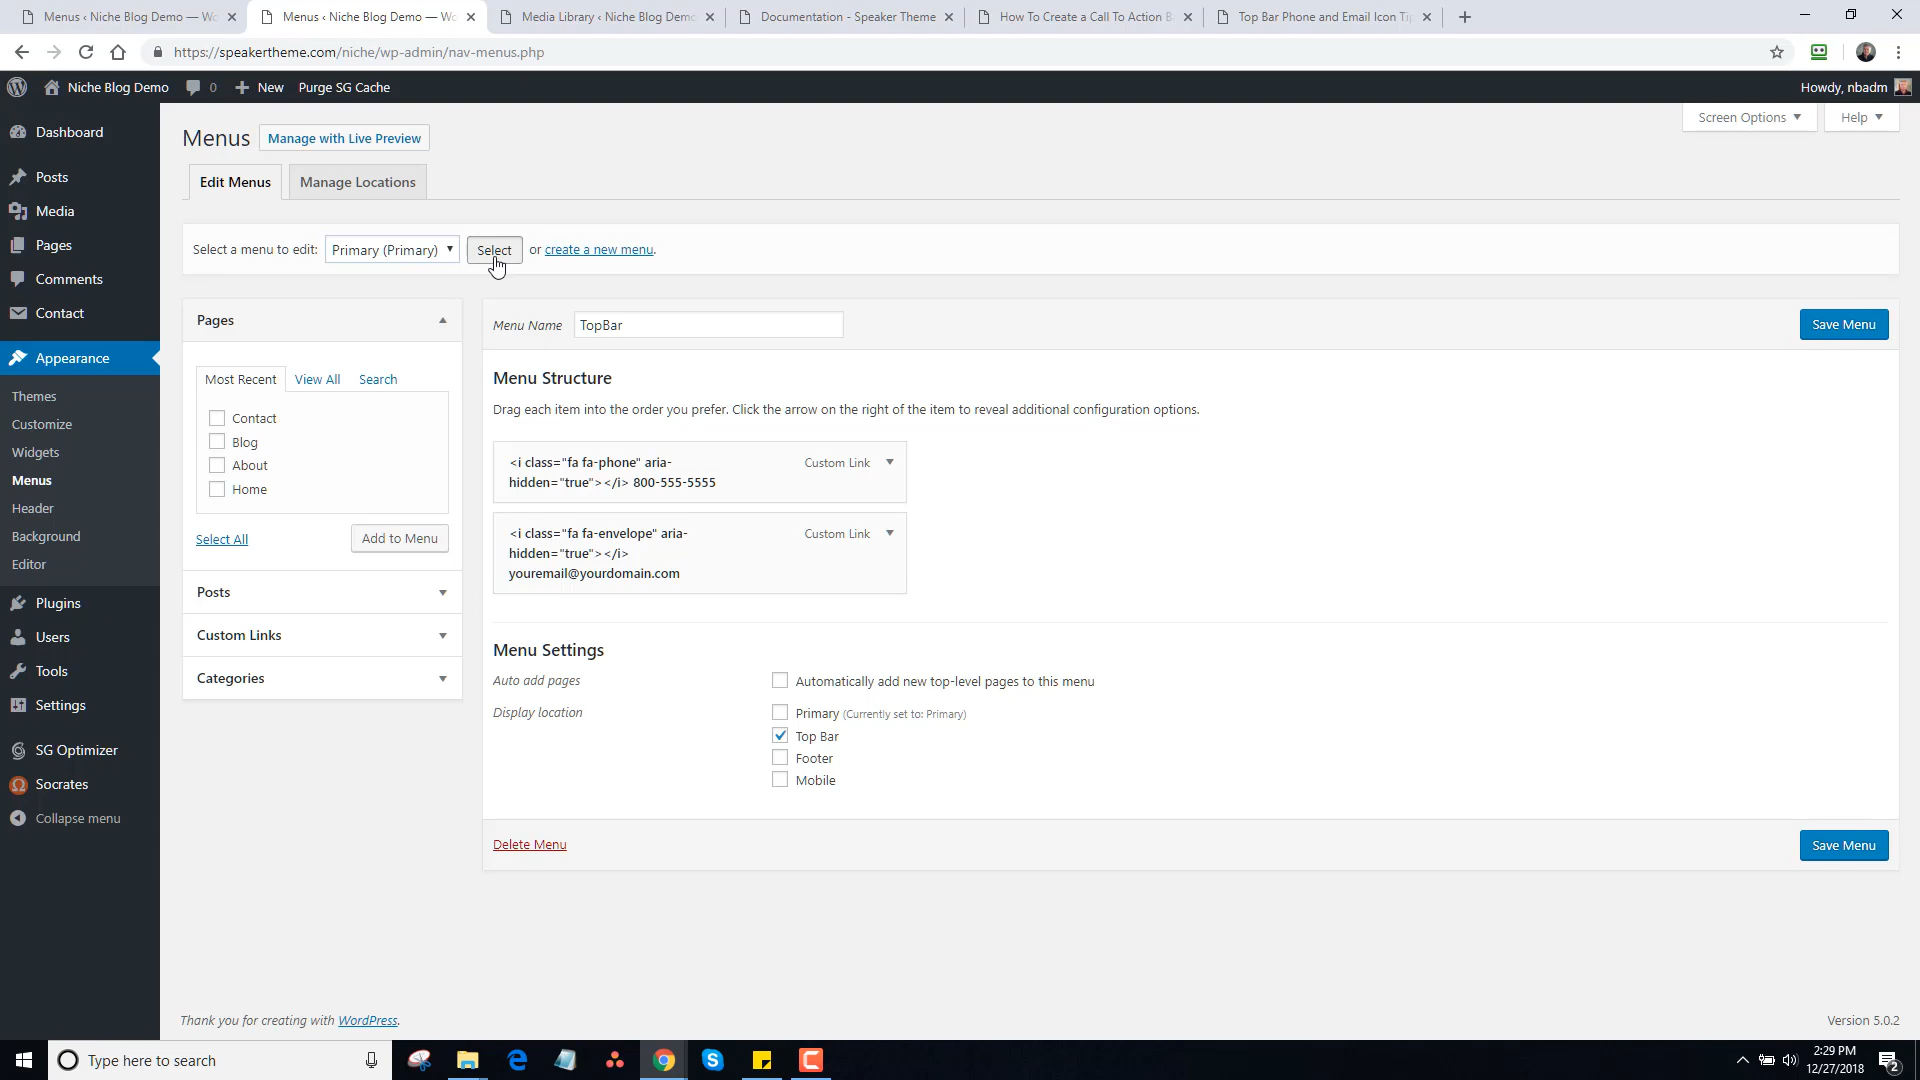 Menus ‹ Niche Blog Demo — Wo
Menus ‹ Niche Blog Demo — Wo
Media Library ‹ Niche Blog Demo
Documentation - Speaker Theme
How To Create a Call To Action B
Top Bar Phone and Email Icon Ti
https://speakertheme.com/niche/wp-admin/nav-menus.php
Niche Blog Demo
0
New
Purge SG Cache
Howdy, nbadm
Dashboard
Posts
Media
Pages
Comments
Contact
Appearance
Themes
Customize
Widgets
Menus
Header
Background
Editor
Plugins
Users
Tools
Settings
SG Optimizer
Socrates
Collapse menu
Screen Options
Help
Menus
Manage with Live Preview
Edit Menus
Manage Locations
Select a menu to edit:
Primary (Primary)
Select
or create a new menu.
Pages
Most Recent
View All
Search
Contact
Blog
About
Home
Select All
Add to Menu
Posts
Custom Links
Categories
Menu Name
TopBar
Save Menu
Menu Structure
Drag each item into the order you prefer. Click the arrow on the right of the item to reveal additional configuration options.
<i class="fa fa-phone" aria-
hidden="true"></i> 800-555-5555
Custom Link
<i class="fa fa-envelope" aria-
hidden="true"></i>
youremail@yourdomain.com
Custom Link
Menu Settings
Auto add pages
Automatically add new top-level pages to this menu
Display location
Primary (Currently set to: Primary)
Top Bar
Footer
Mobile
Delete Menu
Save Menu
Thank you for creating with WordPress.
Version 5.0.2
Type here to search
2:29 PM
12/27/2018
2